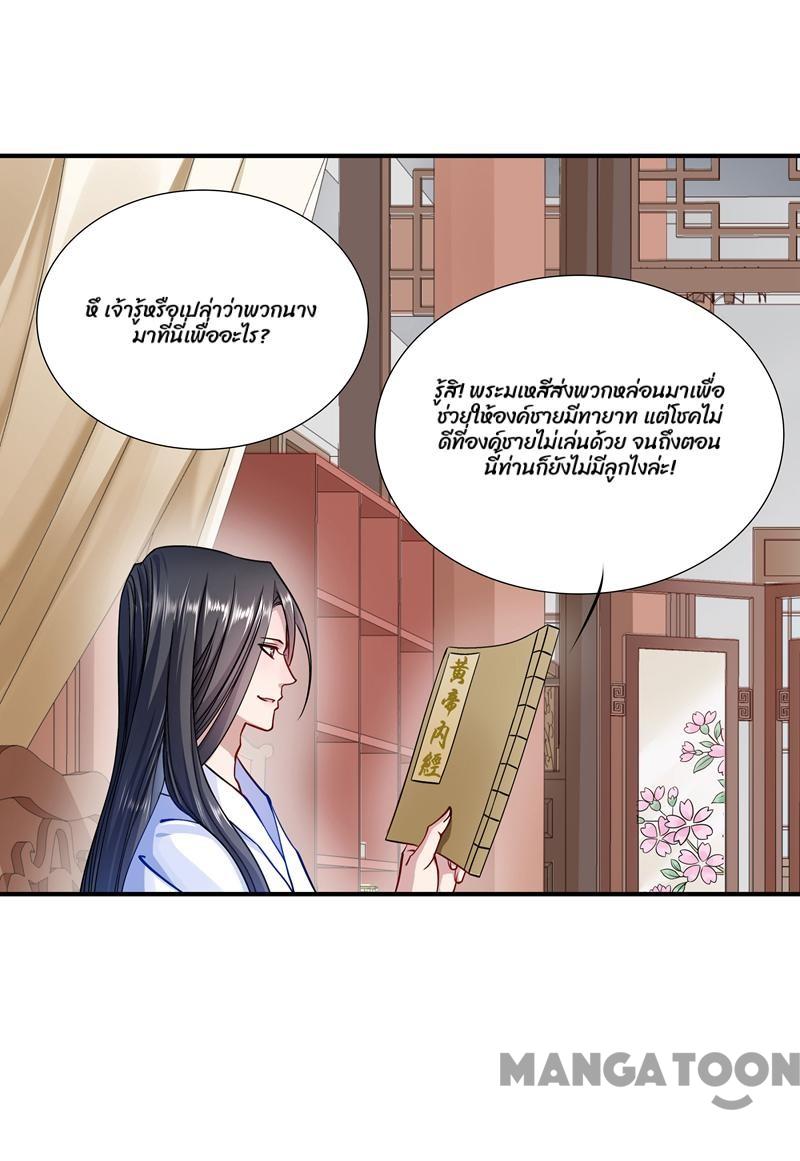 หึ เจ้ารู้หรือเปล่าว่าพวกนาง
มาที่นี่เพื่ออะไร?
รู้สิ! พระมเหสีส่งพวกหล่อนมาเพื่อ
ช่วยให้องค์ชายมีทายาท แต่โชคไม่
ดีที่องค์ชายไม่เล่นด้วย จนถึงตอน
นี้ท่านก็ยังไม่มีลูกไงล่ะ!
黄帝内經
MANGATOON